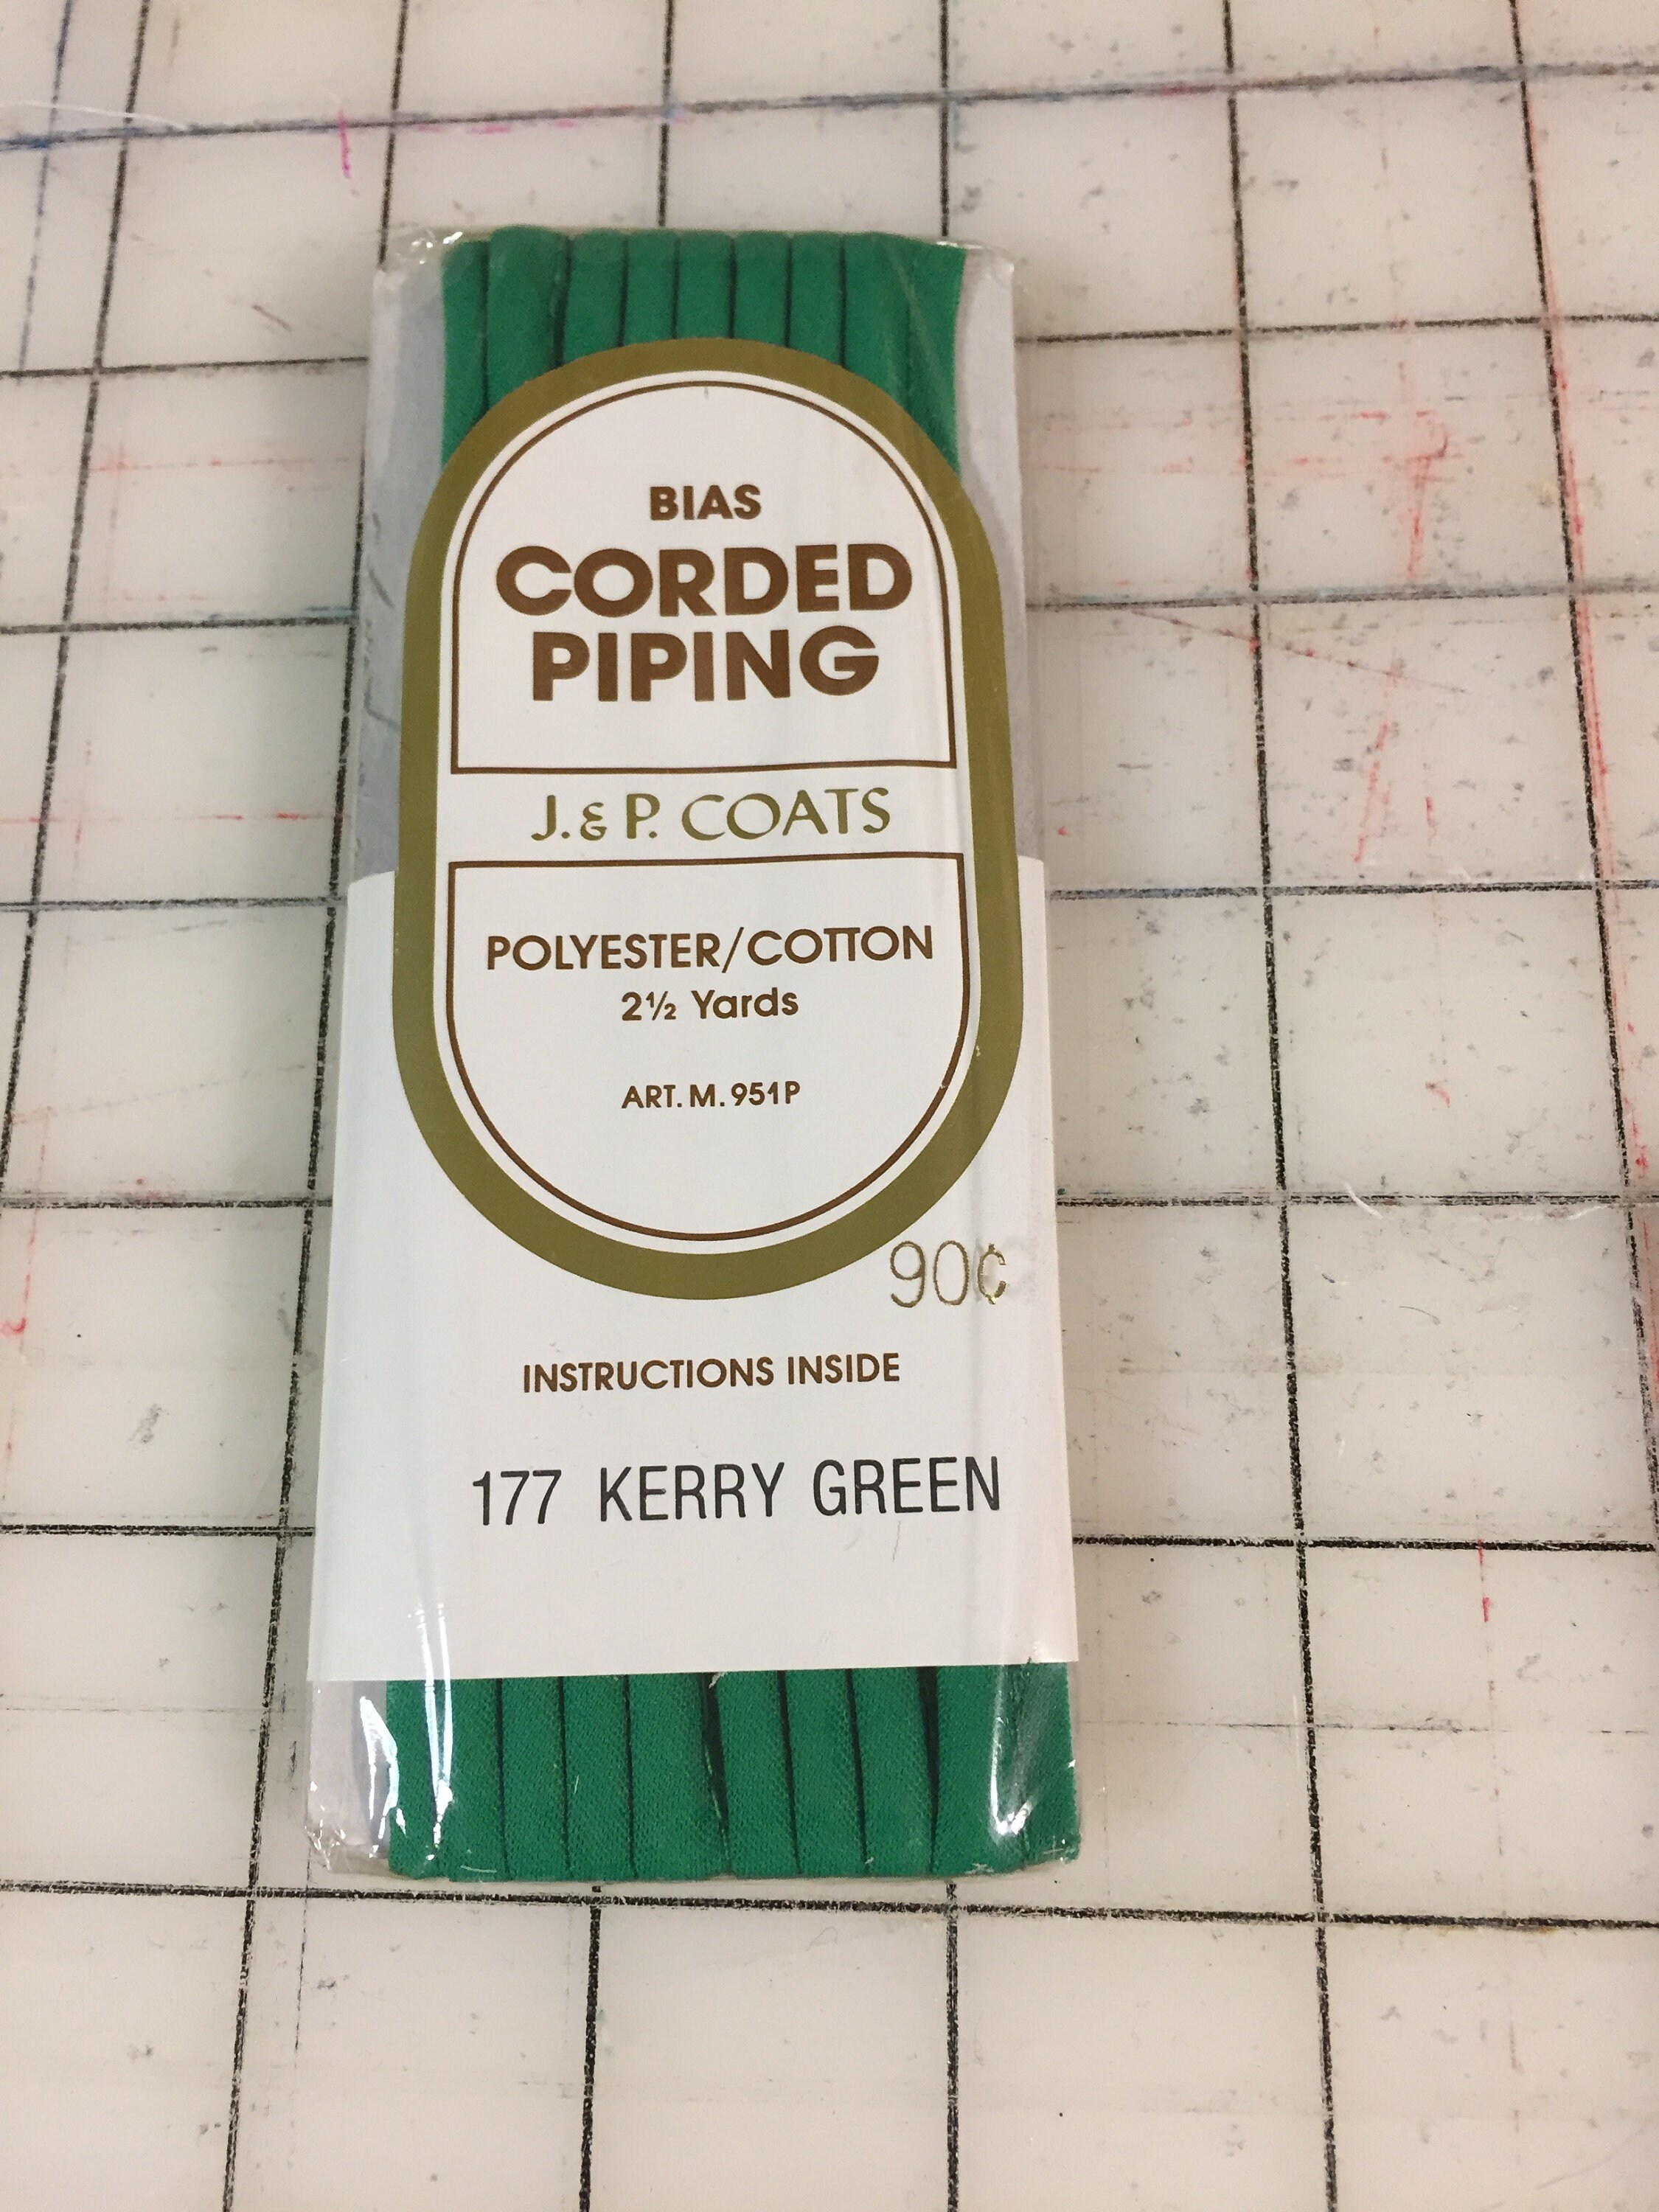 BIAS
CORDED
PIPING
J. & P. COATS
POLYESTER/COTTON
2½ Yards
ART. M. 951P
90¢
INSTRUCTIONS INSIDE
177 KERRY GREEN